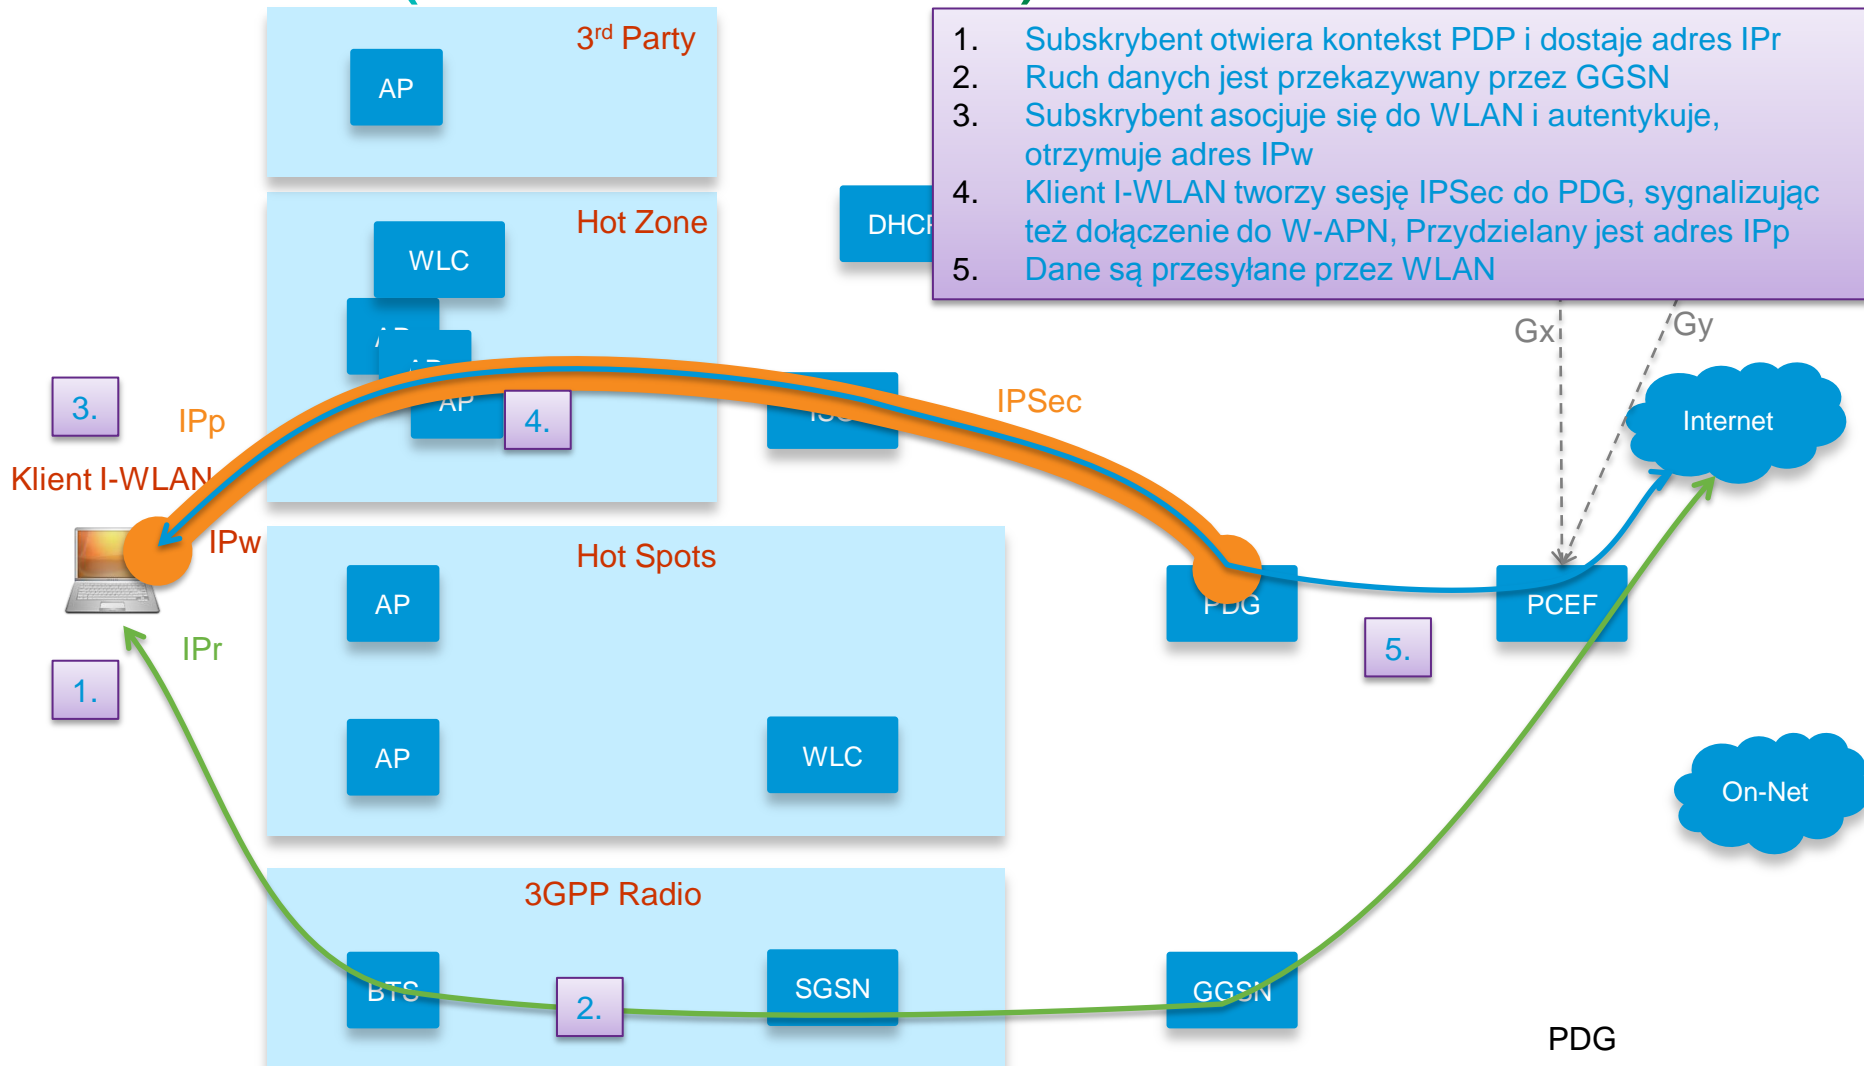 3rd Party
AP
1. Subskrybent otwiera kontekst PDP i dostaje adres IPr
2. Ruch danych jest przekazywany przez GGSN
3. Subskrybent asocjuje się do WLAN i autentykuje,
otrzymuje adres IPw
4. Klient I-WLAN tworzy sesję IPSec do PDG, sygnalizując
też dołączenie do W-APN, Przydzielany jest adres IPp
5. Dane są przesyłane przez WLAN
Hot Zone
WLC
AP
AP
AP
Gx
Gy
3.
IPp
4.
IPSec
Internet
Klient I-WLAN
IPw
Hot Spots
AP
PDG
PCEF
IPr
5.
1.
AP
WLC
On-Net
3GPP Radio
BTS
2.
SGSN
GGSN
PDG